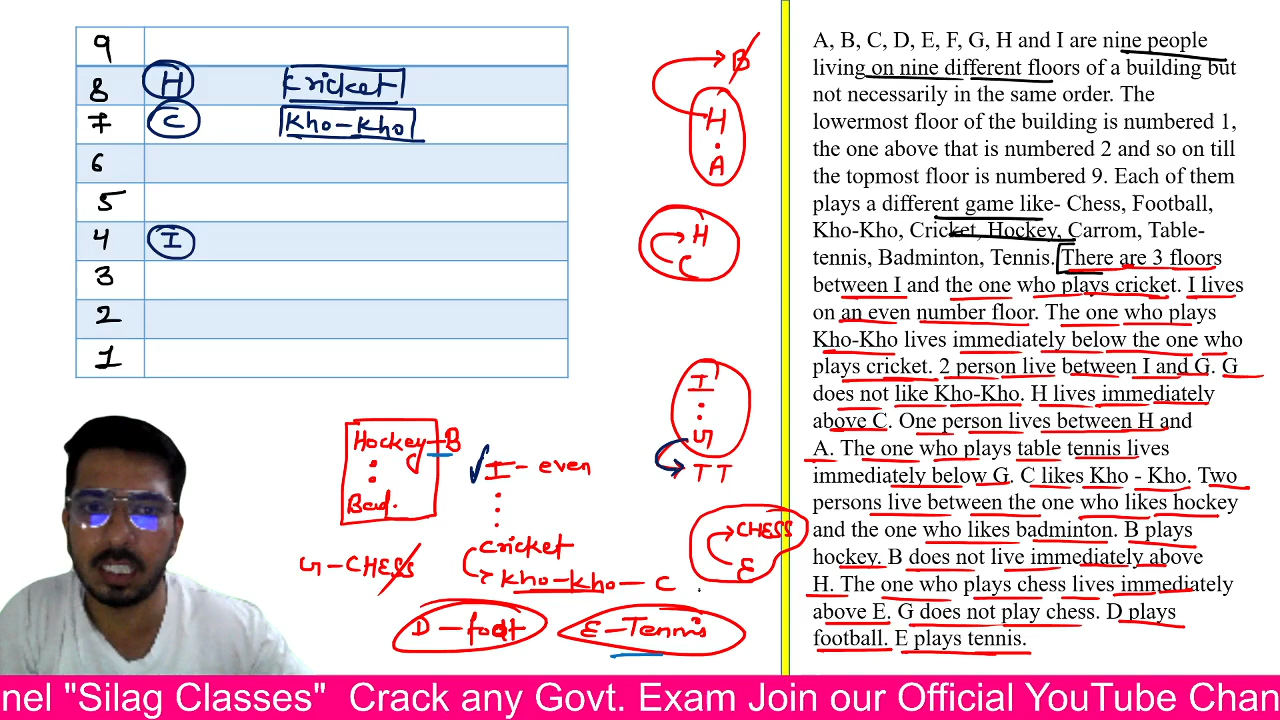 9
8 H Cricket
7 C Kho-Kho
6
5
4 I
3
2
1
B
H
A
H
C
I
G
TT
CHESS
E
Hockey-B
Bad.
I - even
cricket
Kho-Kho - C
G - CHESS
D - foot
E - Tennis
A, B, C, D, E, F, G, H and I are nine people
living on nine different floors of a building but
not necessarily in the same order. The
lowermost floor of the building is numbered 1,
the one above that is numbered 2 and so on till
the topmost floor is numbered 9. Each of them
plays a different game like- Chess, Football,
Kho-Kho, Cricket, Hockey, Carrom, Table-
tennis, Badminton, Tennis. There are 3 floors
between I and the one who plays cricket. I lives
on an even number floor. The one who plays
Kho-Kho lives immediately below the one who
plays cricket. 2 person live between I and G. G
does not like Kho-Kho. H lives immediately
above C. One person lives between H and
A. The one who plays table tennis lives
immediately below G. C likes Kho - Kho. Two
persons live between the one who likes hockey
and the one who likes badminton. B plays
hockey. B does not live immediately above
H. The one who plays chess lives immediately
above E. G does not play chess. D plays
football. E plays tennis.
nel "Silag Classes" Crack any Govt. Exam Join our Official YouTube Chan